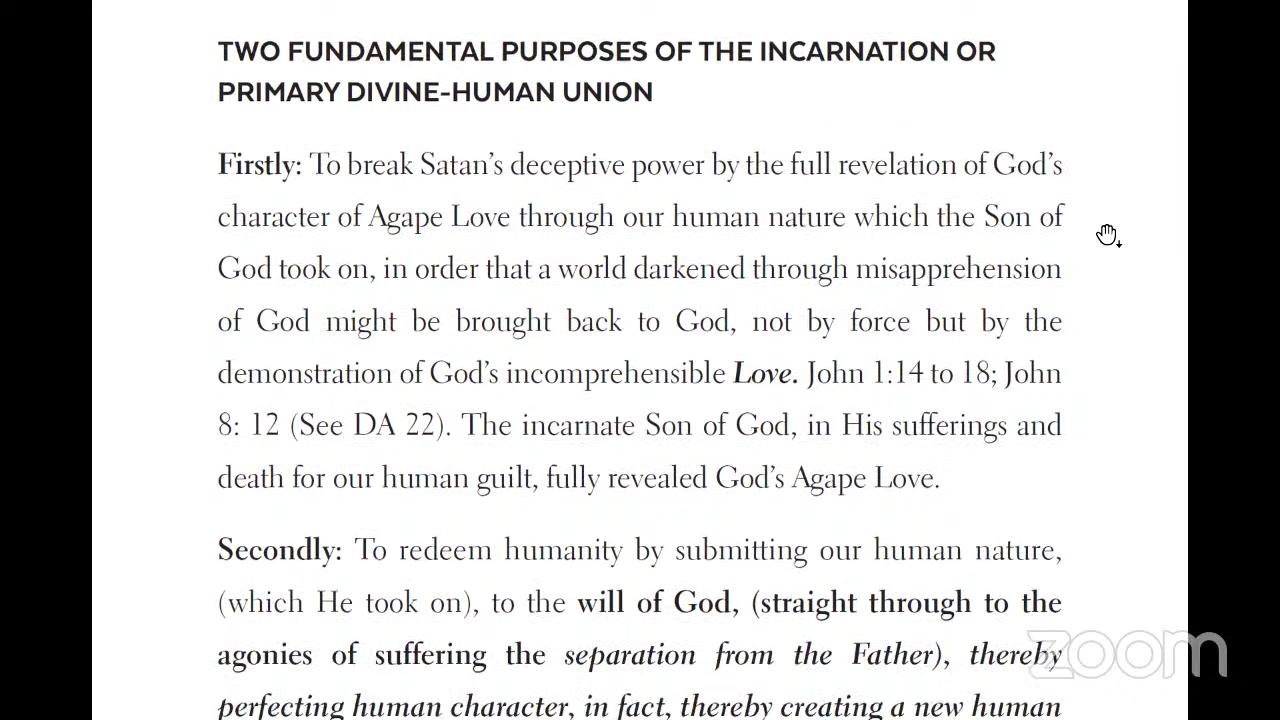 TWO FUNDAMENTAL PURPOSES OF THE INCARNATION OR
PRIMARY DIVINE-HUMAN UNION
Firstly: To break Satan’s deceptive power by the full revelation of God’s
character of Agape Love through our human nature which the Son of
God took on, in order that a world darkened through misapprehension
of God might be brought back to God, not by force but by the
demonstration of God’s incomprehensible Love. John 1:14 to 18; John
8: 12 (See DA 22). The incarnate Son of God, in His sufferings and
death for our human guilt, fully revealed God’s Agape Love.
Secondly: To redeem humanity by submitting our human nature,
(which He took on), to the will of God, (straight through to the
agonies of suffering the separation from the Father), thereby
perfecting human character, in fact, thereby creating a new human
zoom